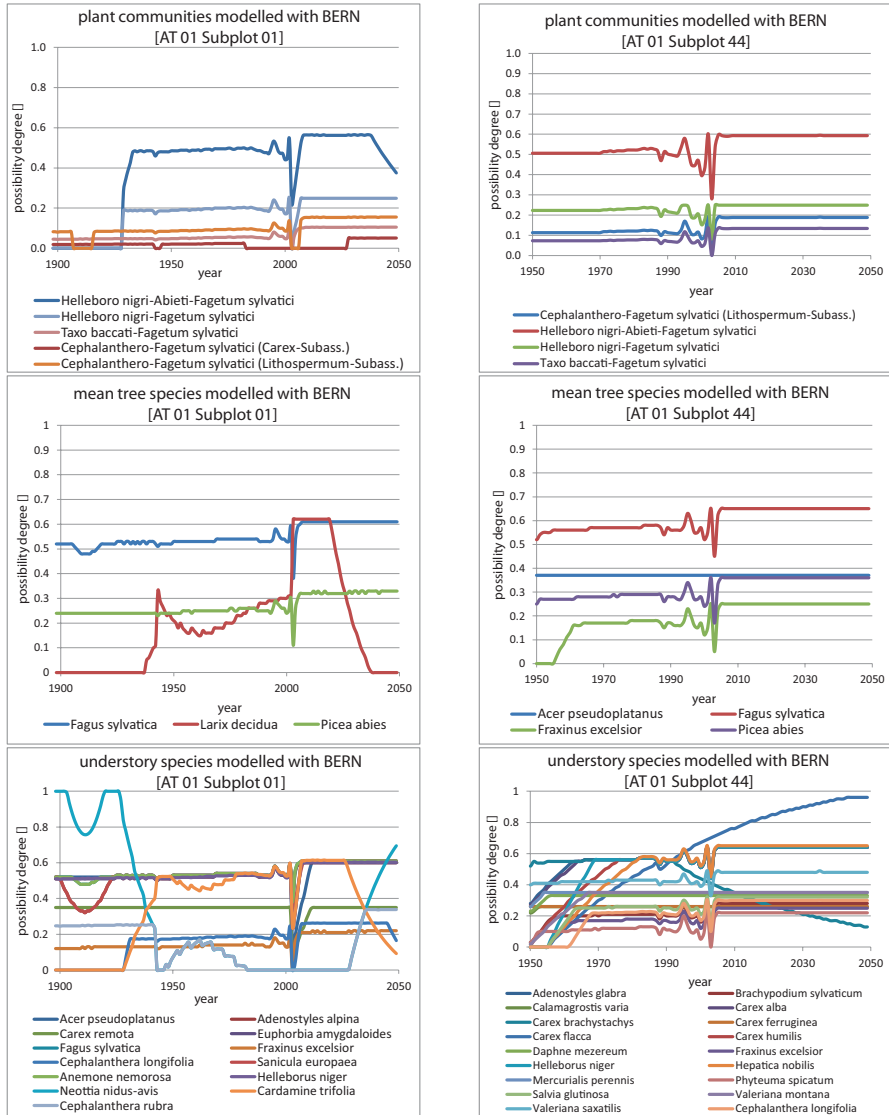 plant communities modelled with BERN
[AT 01 Subplot 01]
possibility degree []
1.0
0.8
0.6
0.4
0.2
0.0
1900
1950
2000
2050
year
Helleboro nigri-Abieti-Fagetum sylvatici
Helleboro nigri-Fagetum sylvatici
Taxo baccati-Fagetum sylvatici
Cephalanthero-Fagetum sylvatici (Carex-Subass.)
Cephalanthero-Fagetum sylvatici (Lithospermum-Subass.)
plant communities modelled with BERN
[AT 01 Subplot 44]
possibility degree []
1.0
0.9
0.8
0.7
0.6
0.5
0.4
0.3
0.2
0.1
0.0
1950
1970
1990
2010
2030
2050
year
Cephalanthero-Fagetum sylvatici (Lithospermum-Subass.)
Helleboro nigri-Abieti-Fagetum sylvatici
Helleboro nigri-Fagetum sylvatici
Taxo baccati-Fagetum sylvatici
mean tree species modelled with BERN
[AT 01 Subplot 01]
possibility degree []
1
0.9
0.8
0.7
0.6
0.5
0.4
0.3
0.2
0.1
0
1900
1950
2000
2050
year
Fagus sylvatica Larix decidua Picea abies
mean tree species modelled with BERN
[AT 01 Subplot 44]
possibility degree []
1
0.9
0.8
0.7
0.6
0.5
0.4
0.3
0.2
0.1
0
1950
1970
1990
2010
2030
2050
year
Acer pseudoplatanus Fagus sylvatica
Fraxinus excelsior Picea abies
understory species modelled with BERN
[AT 01 Subplot 01]
possibility degree []
1
0.8
0.6
0.4
0.2
0
1900
1950
2000
2050
year
Acer pseudoplatanus Adenostyles alpina
Carex remota Euphorbia amygdaloides
Fagus sylvatica Fraxinus excelsior
Cephalanthera longifolia Sanicula europaea
Anemone nemorosa Helleborus niger
Neottia nidus-avis Cardamine trifolia
Cephalanthera rubra
understory species modelled with BERN
[AT 01 Subplot 44]
possibility degree []
1
0.8
0.6
0.4
0.2
0
1950
1970
1990
2010
2030
2050
year
Adenostyles glabra Brachypodium sylvaticum
Calamagrostis varia Carex alba
Carex brachystachys Carex ferruginea
Carex flacca Carex humilis
Daphne mezereum Fraxinus excelsior
Helleborus niger Hepatica nobilis
Mercurialis perennis Phyteuma spicatum
Salvia glutinosa Valeriana montana
Valeriana saxatilis Cephalanthera longifolia